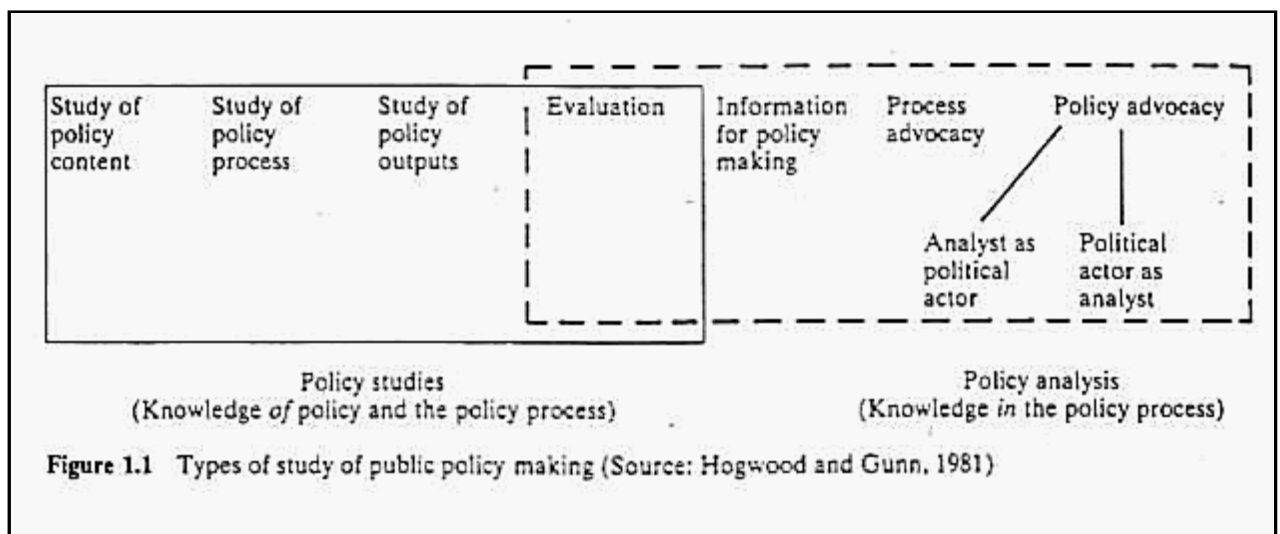 Study of policy content
Study of policy process
Study of policy outputs
Evaluation
Information for policy making
Process advocacy
Policy advocacy
Analyst as political actor
Political actor as analyst
Policy studies
(Knowledge of policy and the policy process)
Policy analysis
(Knowledge in the policy process)
Figure 1.1 Types of study of public policy making (Source: Hogwood and Gunn, 1981)